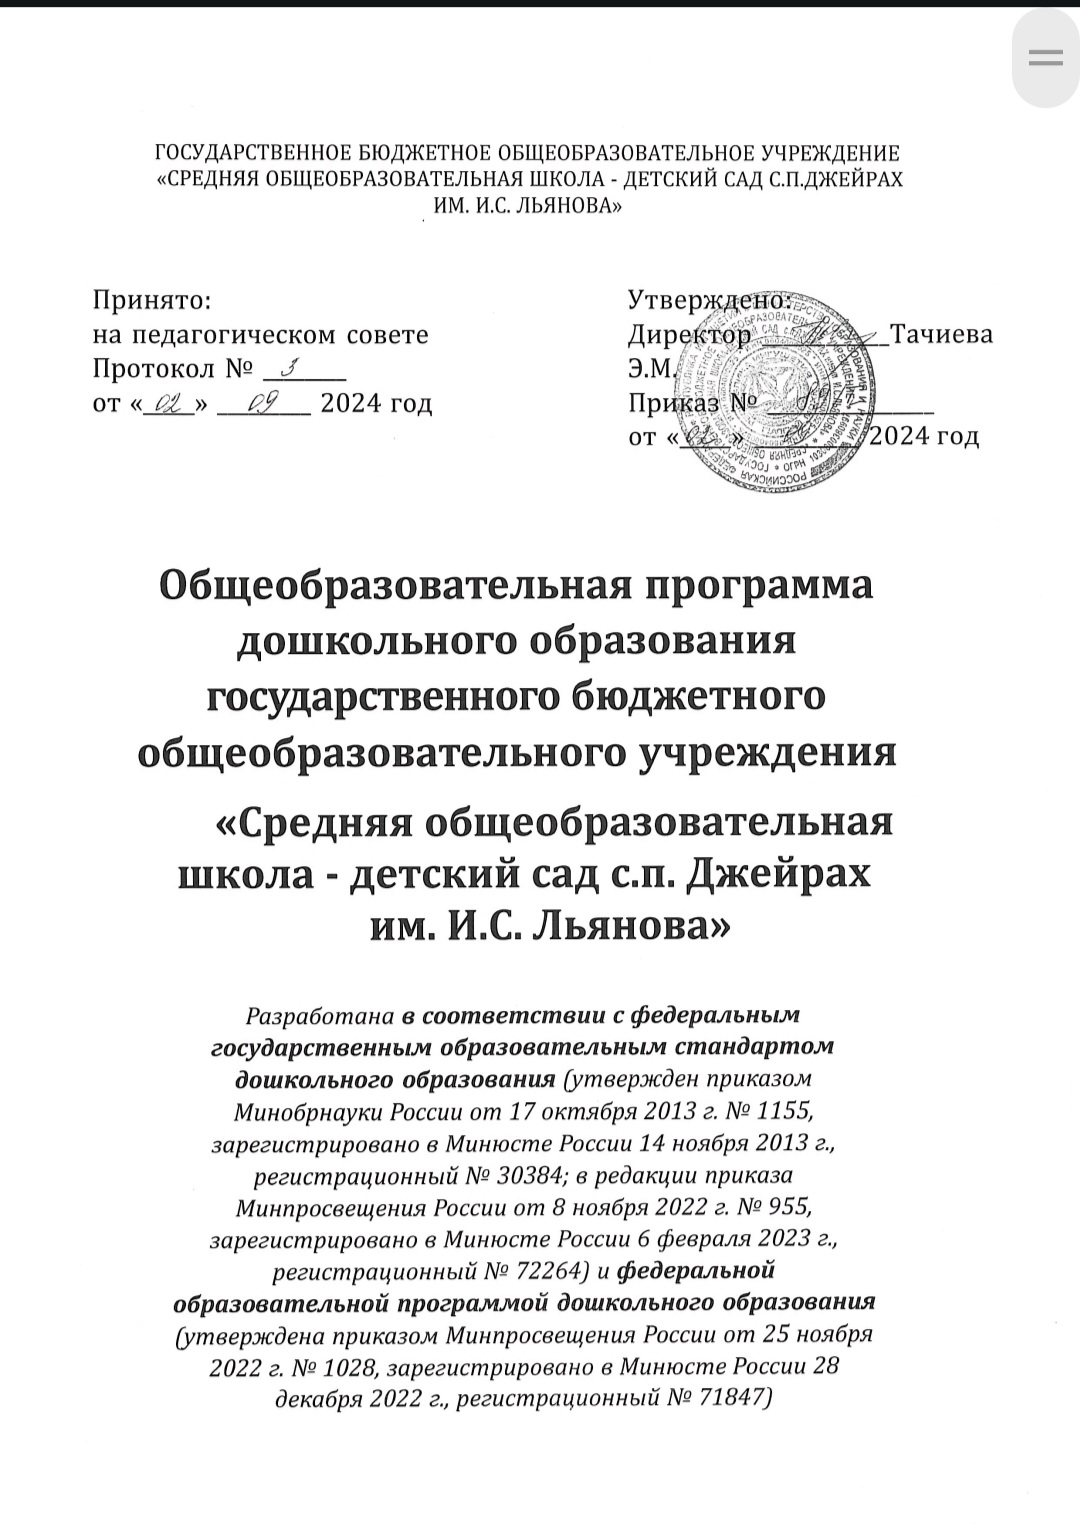 ГОСУДАРСТВЕННОЕ БЮДЖЕТНОЕ ОБЩЕОБРАЗОВАТЕЛЬНОЕ УЧРЕЖДЕНИЕ
«СРЕДНЯЯ ОБЩЕОБРАЗОВАТЕЛЬНАЯ ШКОЛА - ДЕТСКИЙ САД С.П.ДЖЕЙРАХ
ИМ. И.С. ЛЬЯНОВА»
Принято:
на педагогическом совете
Протокол № 3
от «02» 09 2024 год
Утверждено:
Директор Тачиева
Э.М.
Приказ №
от « » 2024 год
Общеобразовательная программа
дошкольного образования
государственного бюджетного
общеобразовательного учреждения
«Средняя общеобразовательная
школа - детский сад с.п. Джейрах
им. И.С. Льянова»
Разработана в соответствии с федеральным
государственным образовательным стандартом
дошкольного образования (утвержден приказом
Минобрнауки России от 17 октября 2013 г. № 1155,
зарегистрировано в Минюсте России 14 ноября 2013 г.,
регистрационный № 30384; в редакции приказа
Минпросвещения России от 8 ноября 2022 г. № 955,
зарегистрировано в Минюсте России 6 февраля 2023 г.,
регистрационный № 72264) и федеральной
образовательной программой дошкольного образования
(утверждена приказом Минпросвещения России от 25 ноября
2022 г. № 1028, зарегистрировано в Минюсте России 28
декабря 2022 г., регистрационный № 71847)